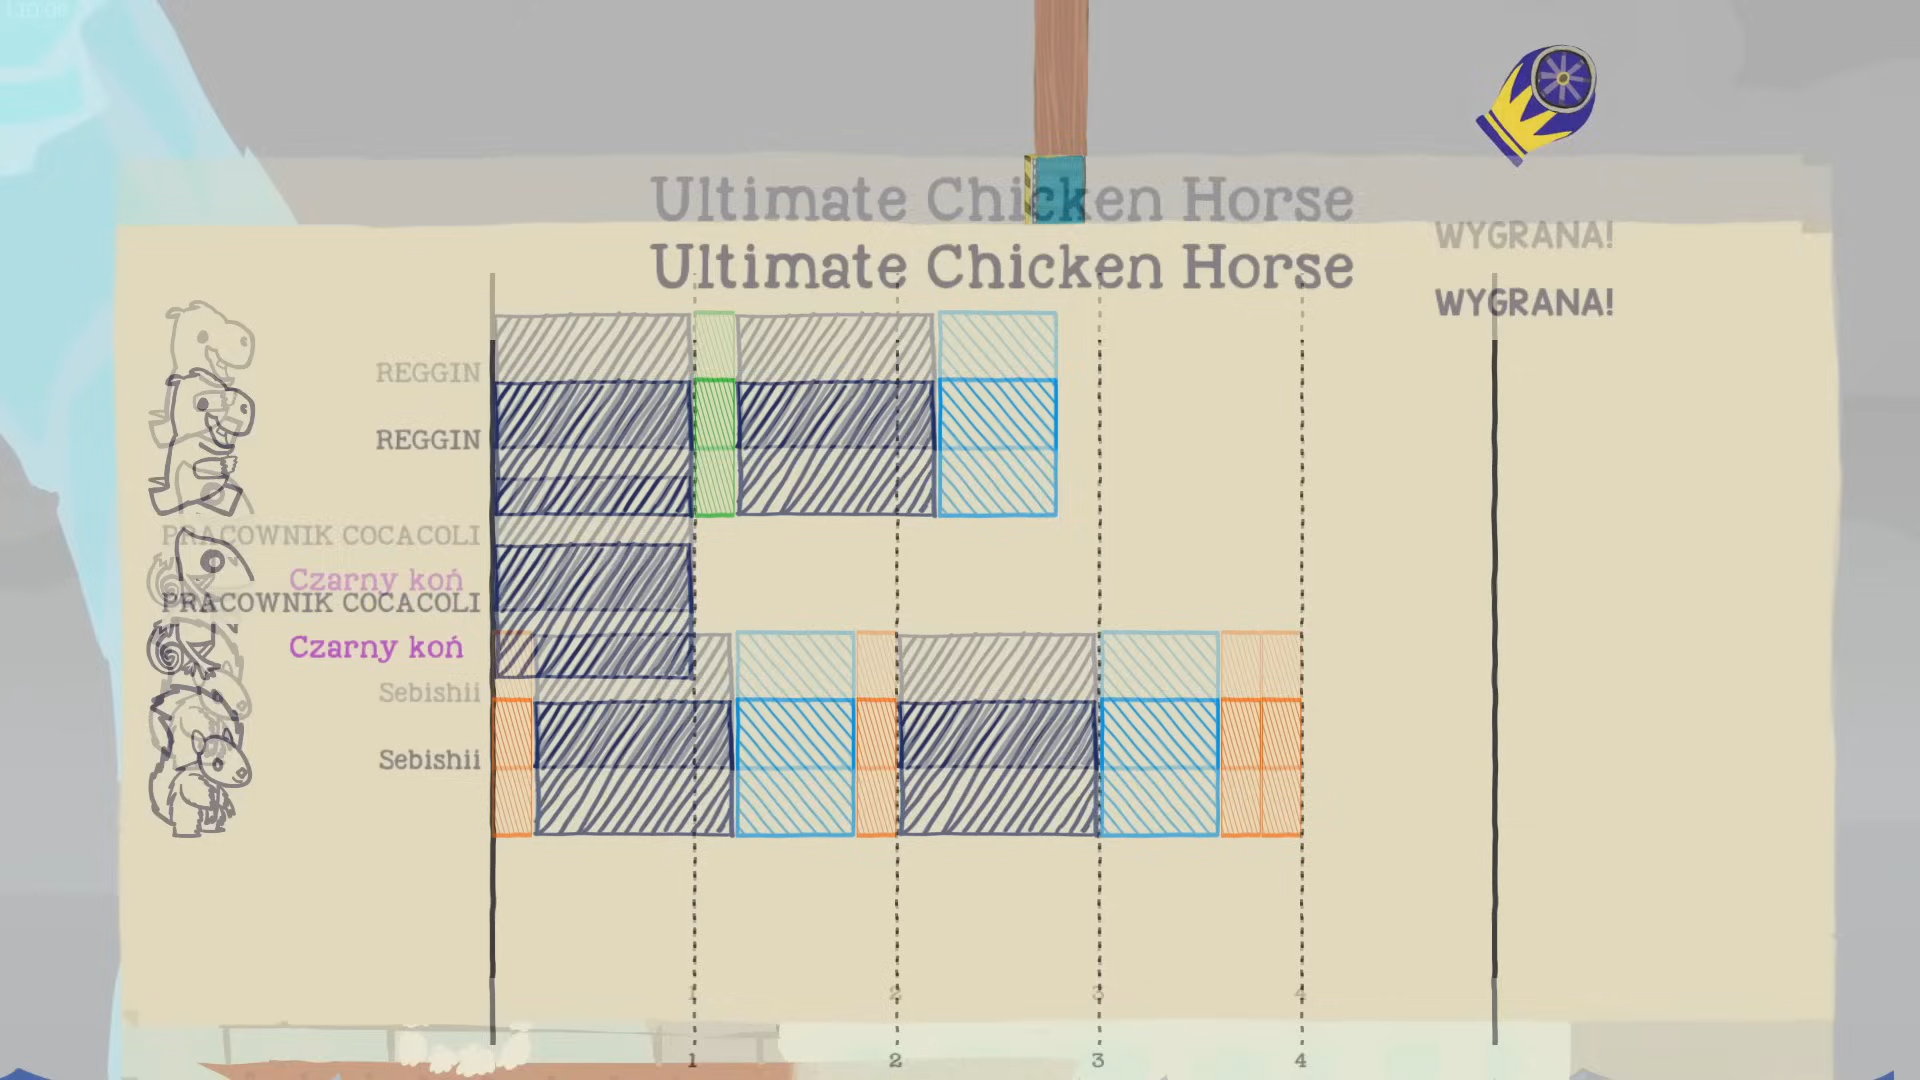 Ultimate Chicken Horse
WYGRANA!
Ultimate Chicken Horse
WYGRANA!
REGGIN
REGGIN
PRACOWNIK COCACOLI
Czarny koń
PRACOWNIK COCACOLI
Czarny koń
Sebishii
Sebishii
1 2 3 4
1 2 3 4